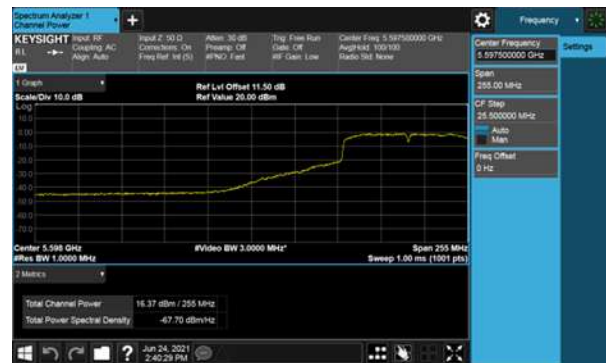 Spectrum Analyzer 1
Channel Power
Frequency
KEYSIGHT
Input: RF
Input Z: 50 Ω
Atten: 30 dB
Trig: Free Run
Center Freq: 5.597500000 GHz
RL
Coupling: AC
Corrections: On
Preamp: Off
Gate: Off
Avg|Hold: 100/100
Align: Auto
Freq Ref: Int (S)
#PNO: Fast
#IF Gain: Low
Radio Std: None
Center Frequency
5.597500000 GHz
Settings
Span
255.00 MHz
CF Step
25.500000 MHz
Auto
Man
Freq Offset
0 Hz
1 Graph
Ref Lvl Offset 11.50 dB
Scale/Div 10.0 dB
Ref Value 20.00 dBm
Log
10.0
0.00
-10.0
-20.0
-30.0
-40.0
-50.0
-60.0
-70.0
Center 5.598 GHz
#Video BW 3.0000 MHz*
Span 255 MHz
#Res BW 1.0000 MHz
Sweep 1.00 ms (1001 pts)
2 Metrics
Total Channel Power
16.37 dBm / 255 MHz
Total Power Spectral Density
-67.70 dBm/Hz
?
Jun 24, 2021
2:40:29 PM